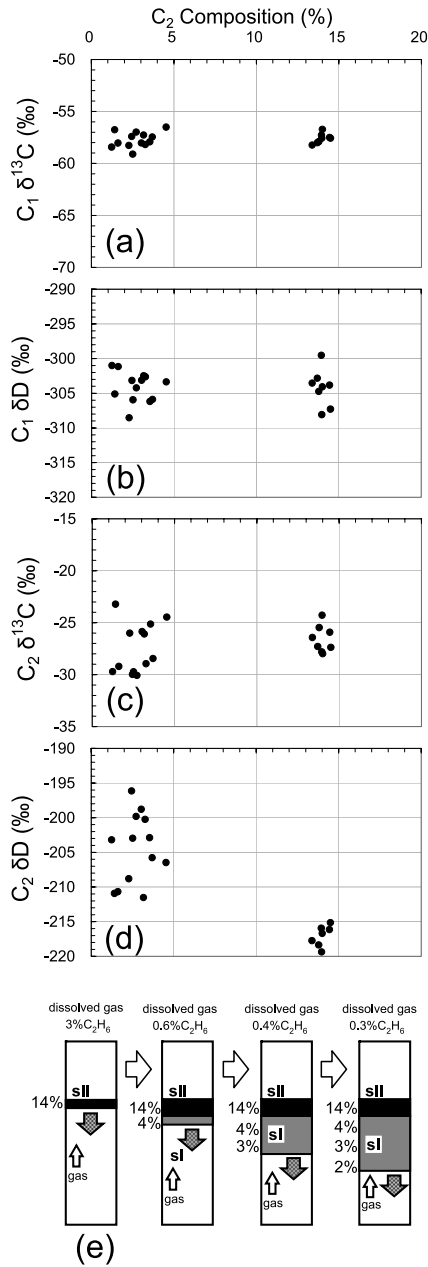 C₂ Composition (%)
0 5 10 15 20
-50
-55
-60
-65
-70
C₁ δ¹³C (‰)
(a)
-290
-295
-300
-305
-310
-315
-320
C₁ δD (‰)
(b)
-15
-20
-25
-30
-35
C₂ δ¹³C (‰)
(c)
-190
-195
-200
-205
-210
-215
-220
C₂ δD (‰)
(d)
dissolved gas dissolved gas dissolved gas dissolved gas
3%C₂H₆ 0.6%C₂H₆ 0.4%C₂H₆ 0.3%C₂H₆
sII sII sII sII
14% 14% 14% 14%
4% 4% 4%
sI sI sI
3% 3%
2%
gas gas gas gas
(e)